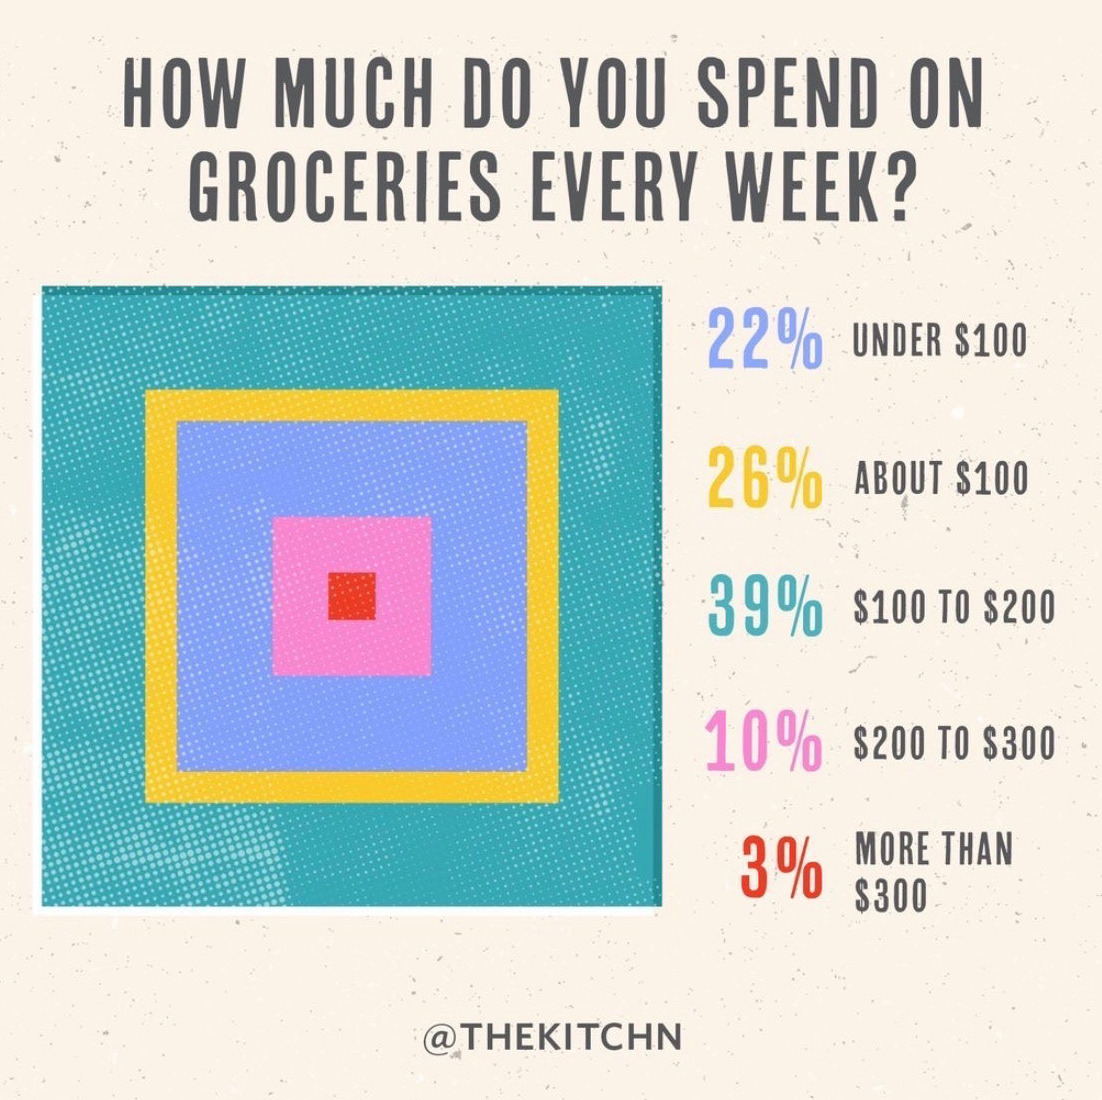 HOW MUCH DO YOU SPEND ON
GROCERIES EVERY WEEK?
22% UNDER $100
26% ABOUT $100
39% $100 TO $200
10% $200 TO $300
3% MORE THAN
$300
@THEKITCHN